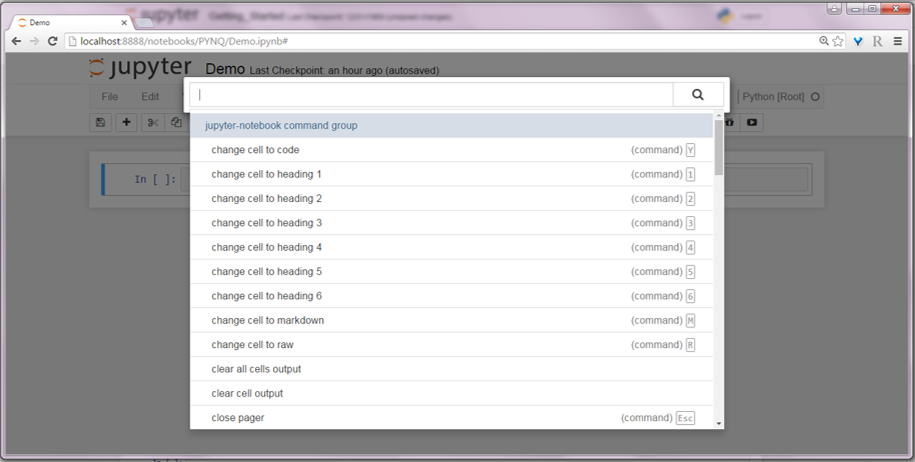 Demo
localhost:8888/notebooks/PYNQ/Demo.ipynb#
jupyter Demo Last Checkpoint: an hour ago (autosaved)
File Edit Python [Root]
In [ ]:
jupyter-notebook command group
change cell to code (command) Y
change cell to heading 1 (command) 1
change cell to heading 2 (command) 2
change cell to heading 3 (command) 3
change cell to heading 4 (command) 4
change cell to heading 5 (command) 5
change cell to heading 6 (command) 6
change cell to markdown (command) M
change cell to raw (command) R
clear all cells output
clear cell output
close pager (command) Esc